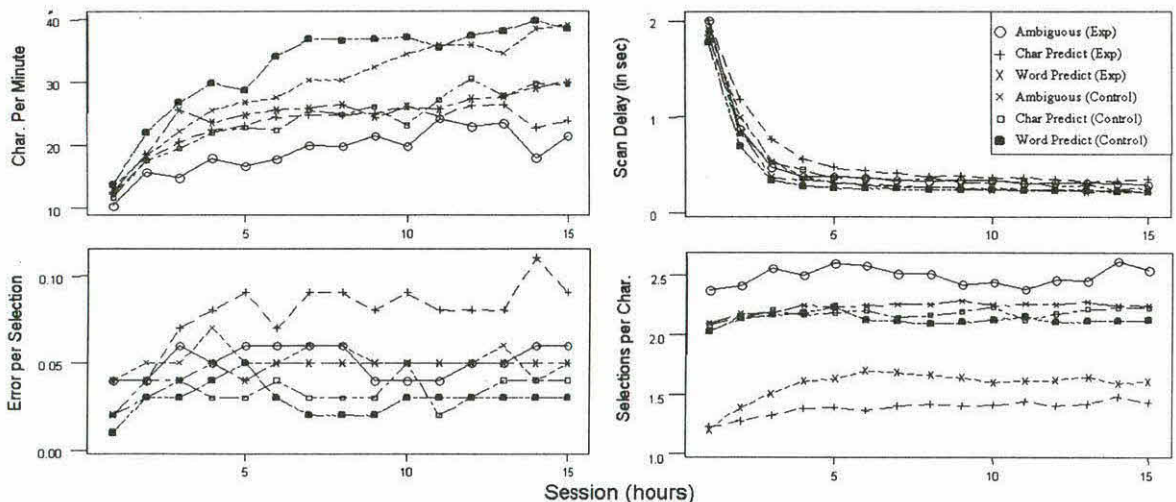 Char. Per Minute
40
30
20
10
5
10
15
Scan Delay (in sec)
2
1
0
5
10
15
Ambiguous (Exp)
Char Predict (Exp)
Word Predict (Exp)
Ambiguous (Control)
Char Predict (Control)
Word Predict (Control)
Error per Selection
0.10
0.05
0.00
5
10
15
Selections per Char.
2.5
2.0
1.5
1.0
5
10
15
Session (hours)